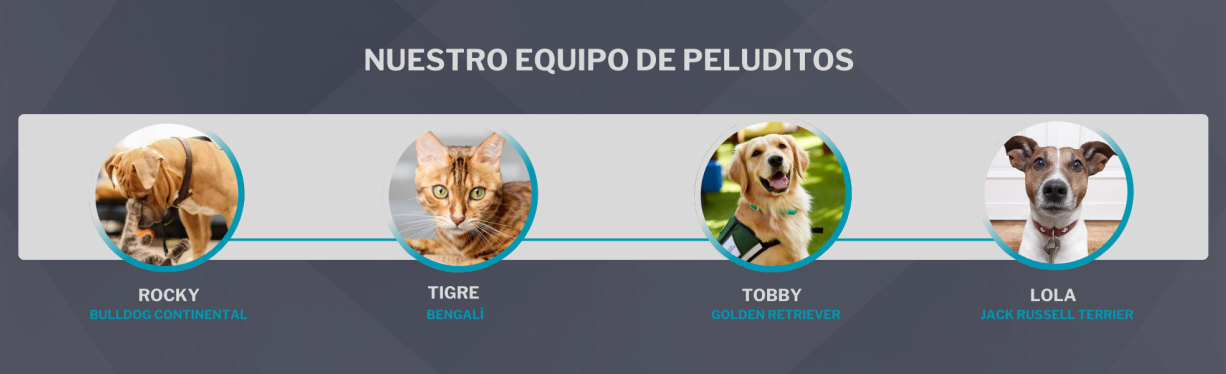 NUESTRO EQUIPO DE PELUDITOS
ROCKY
BULLDOG CONTINENTAL
TIGRE
BENGALÍ
TOBBY
GOLDEN RETRIEVER
LOLA
JACK RUSSELL TERRIER